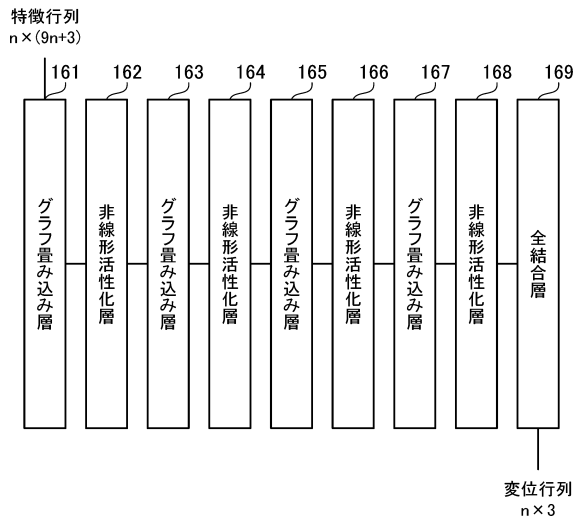 特徴行列
n×(9n+3)
161 162 163 164 165 166 167 168 169
グラフ畳み込み層
非線形活性化層
グラフ畳み込み層
非線形活性化層
グラフ畳み込み層
非線形活性化層
グラフ畳み込み層
非線形活性化層
全結合層
変位行列
n×3